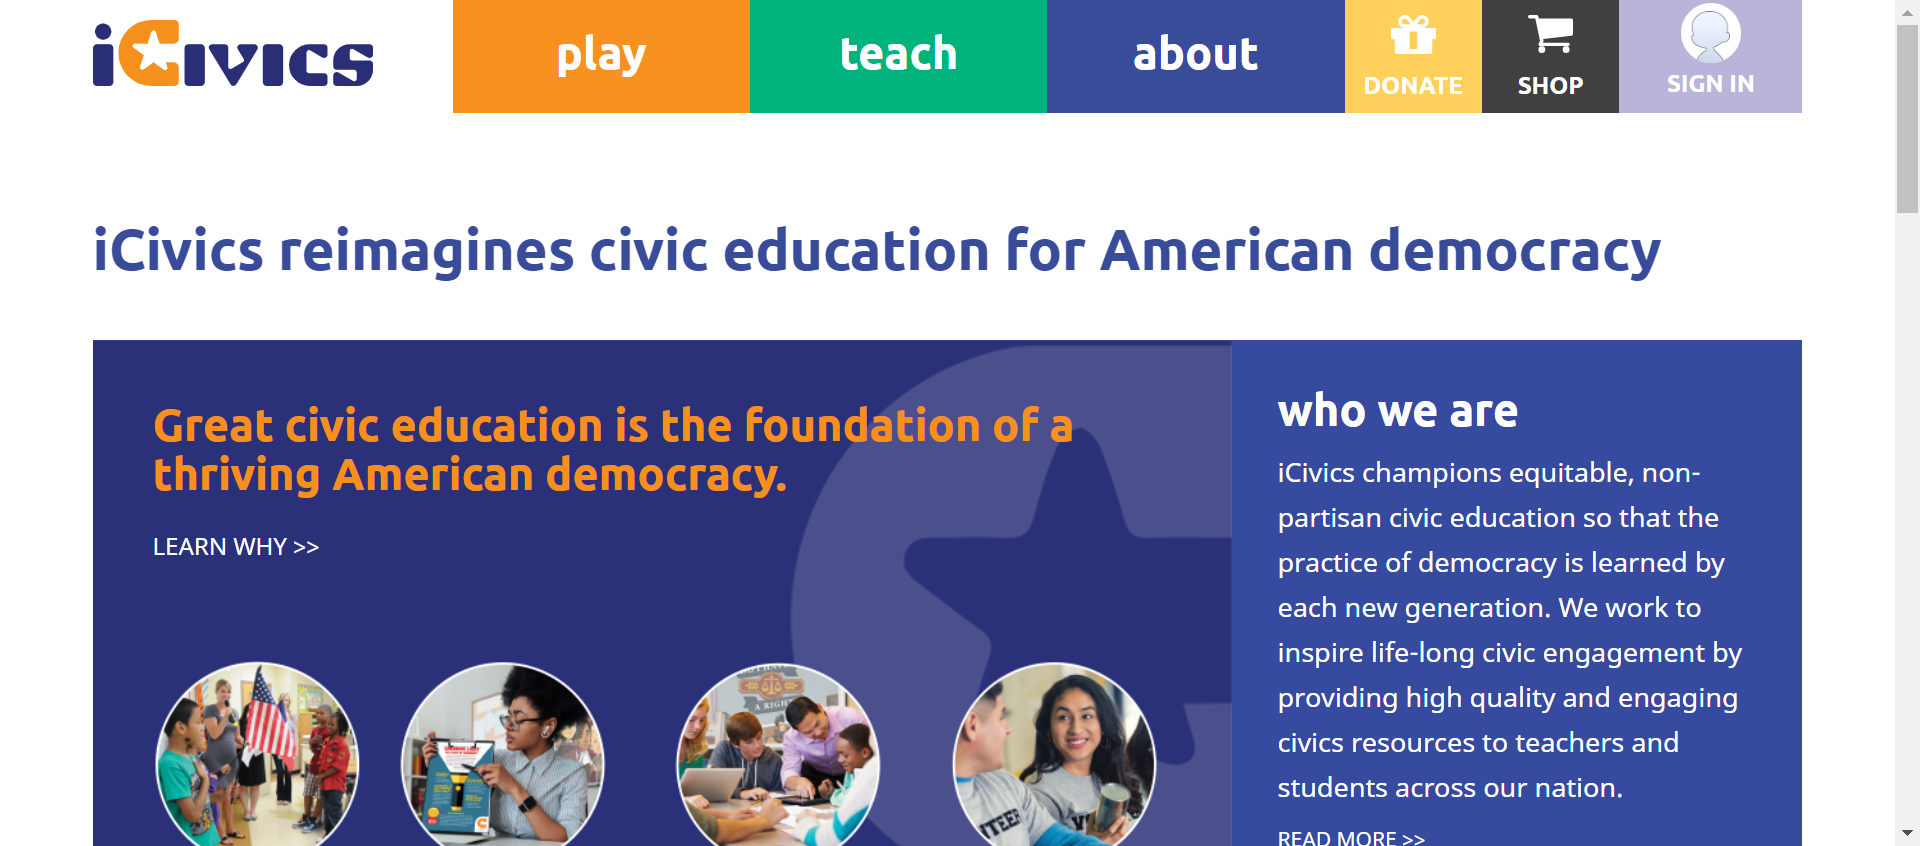 iCivics
play
teach
about
DONATE
SHOP
SIGN IN
iCivics reimagines civic education for American democracy
Great civic education is the foundation of a
thriving American democracy.
LEARN WHY >>
who we are
iCivics champions equitable, non-
partisan civic education so that the
practice of democracy is learned by
each new generation. We work to
inspire life-long civic engagement by
providing high quality and engaging
civics resources to teachers and
students across our nation.
READ MORE >>
A RIGH
NTEER
V